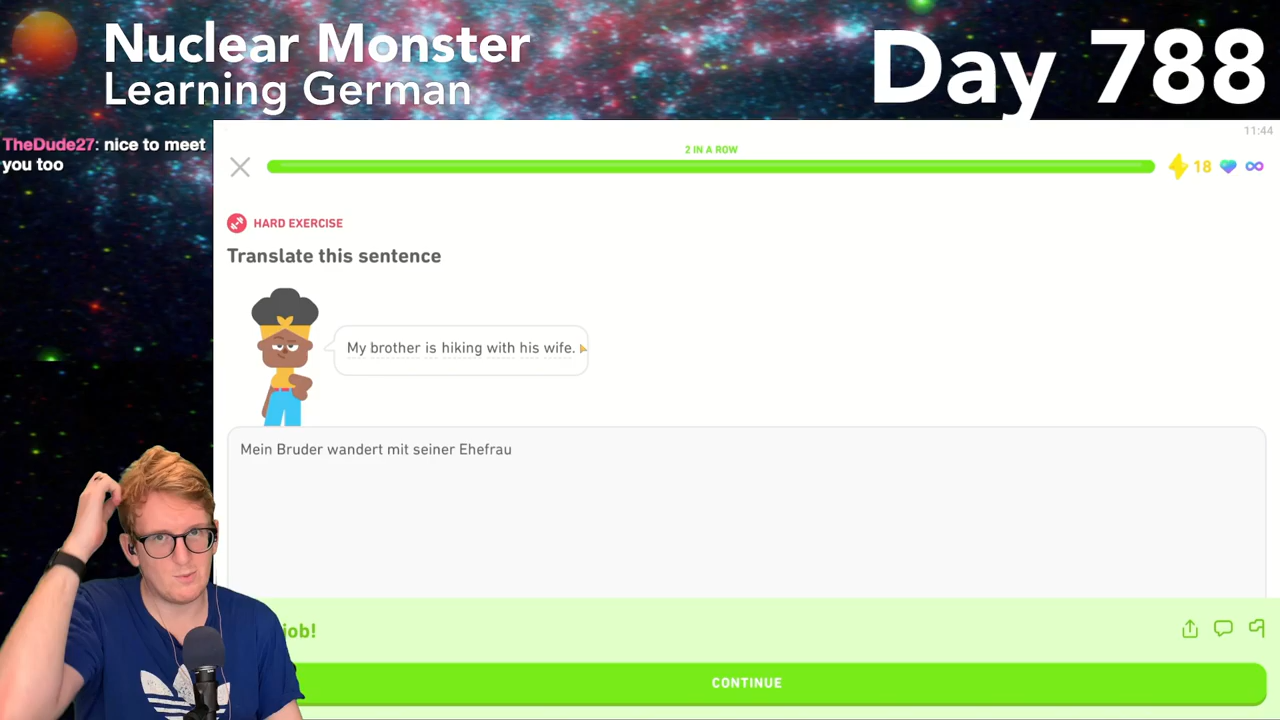 Nuclear Monster
Learning German
Day 788
TheDude27: nice to meet
you too
11:44
2 IN A ROW
18
HARD EXERCISE
Translate this sentence
My brother is hiking with his wife.
Mein Bruder wandert mit seiner Ehefrau
job!
CONTINUE